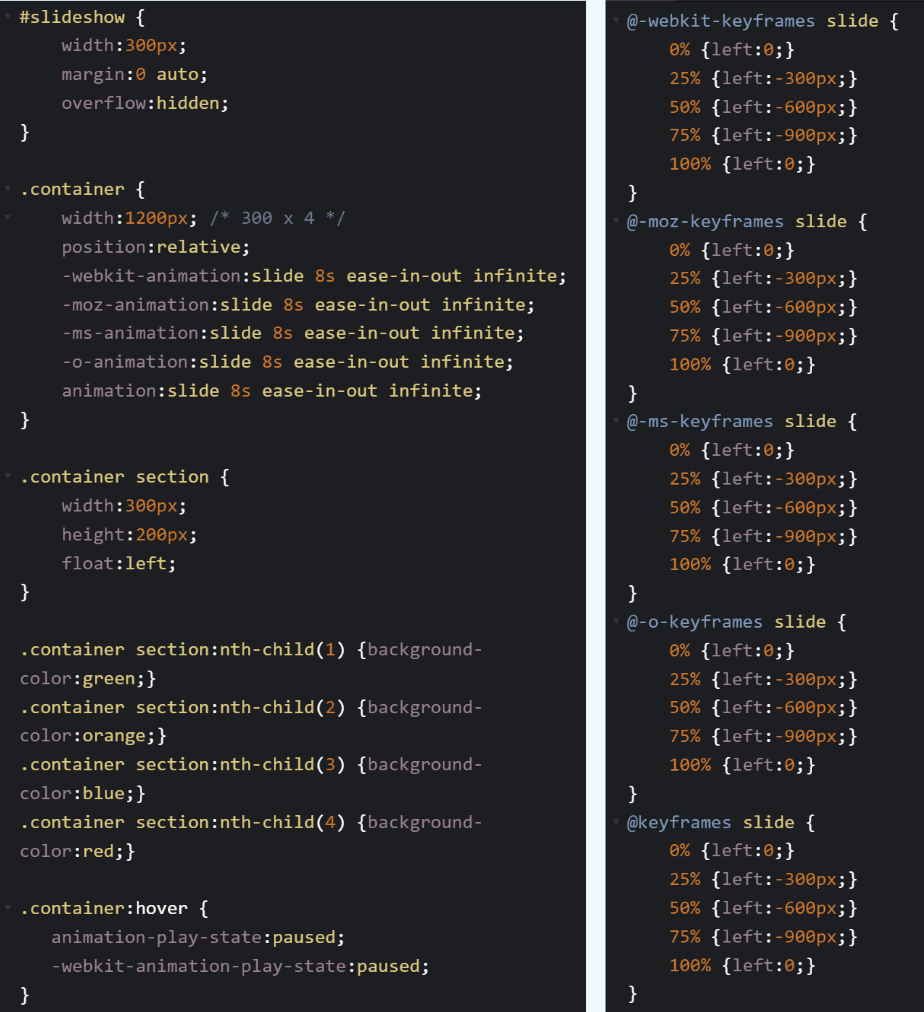 #slideshow {
    width:300px;
    margin:0 auto;
    overflow:hidden;
}

.container {
    width:1200px; /* 300 x 4 */
    position:relative;
    -webkit-animation:slide 8s ease-in-out infinite;
    -moz-animation:slide 8s ease-in-out infinite;
    -ms-animation:slide 8s ease-in-out infinite;
    -o-animation:slide 8s ease-in-out infinite;
    animation:slide 8s ease-in-out infinite;
}

.container section {
    width:300px;
    height:200px;
    float:left;
}

.container section:nth-child(1) {background-
color:green;}
.container section:nth-child(2) {background-
color:orange;}
.container section:nth-child(3) {background-
color:blue;}
.container section:nth-child(4) {background-
color:red;}

.container:hover {
   animation-play-state:paused;
   -webkit-animation-play-state:paused;
}
@-webkit-keyframes slide {
    0% {left:0;}
    25% {left:-300px;}
    50% {left:-600px;}
    75% {left:-900px;}
    100% {left:0;}
}
@-moz-keyframes slide {
    0% {left:0;}
    25% {left:-300px;}
    50% {left:-600px;}
    75% {left:-900px;}
    100% {left:0;}
}
@-ms-keyframes slide {
    0% {left:0;}
    25% {left:-300px;}
    50% {left:-600px;}
    75% {left:-900px;}
    100% {left:0;}
}
@-o-keyframes slide {
    0% {left:0;}
    25% {left:-300px;}
    50% {left:-600px;}
    75% {left:-900px;}
    100% {left:0;}
}
@keyframes slide {
    0% {left:0;}
    25% {left:-300px;}
    50% {left:-600px;}
    75% {left:-900px;}
    100% {left:0;}
}